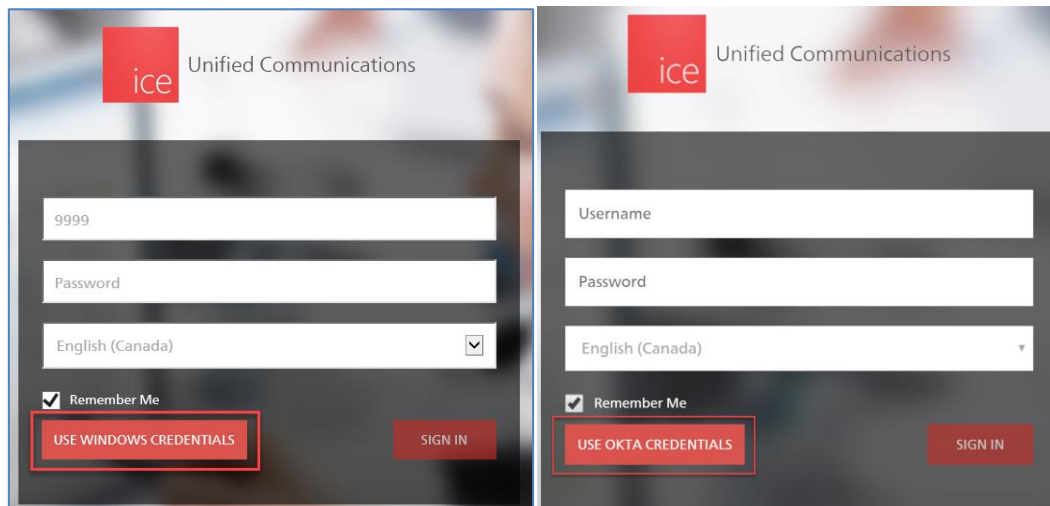 ice Unified Communications
9999
Password
English (Canada)
Remember Me
USE WINDOWS CREDENTIALS SIGN IN
ice Unified Communications
Username
Password
English (Canada)
Remember Me
USE OKTA CREDENTIALS SIGN IN